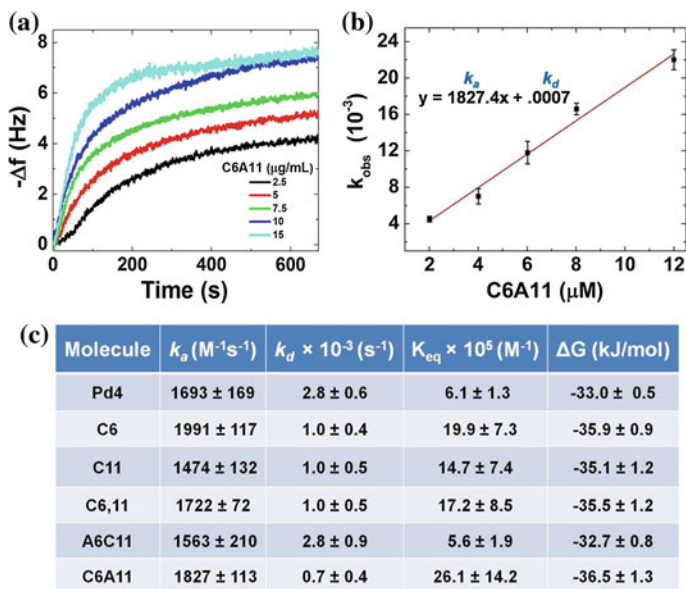 (a)
8
6
4
2
0
-Δf (Hz)
C6A11 (µg/mL)
2.5
5
7.5
10
15
0 200 400 600
Time (s)
(b)
24
20
16
12
8
4
k_obs (10⁻³)
k_a k_d
y = 1827.4x + .0007
2 4 6 8 10 12
C6A11 (µM)
(c)
Molecule k_a (M⁻¹s⁻¹) k_d × 10⁻³ (s⁻¹) K_eq × 10⁵ (M⁻¹) ΔG (kJ/mol)
Pd4 1693 ± 169 2.8 ± 0.6 6.1 ± 1.3 -33.0 ± 0.5
C6 1991 ± 117 1.0 ± 0.4 19.9 ± 7.3 -35.9 ± 0.9
C11 1474 ± 132 1.0 ± 0.5 14.7 ± 7.4 -35.1 ± 1.2
C6,11 1722 ± 72 1.0 ± 0.5 17.2 ± 8.5 -35.5 ± 1.2
A6C11 1563 ± 210 2.8 ± 0.9 5.6 ± 1.9 -32.7 ± 0.8
C6A11 1827 ± 113 0.7 ± 0.4 26.1 ± 14.2 -36.5 ± 1.3